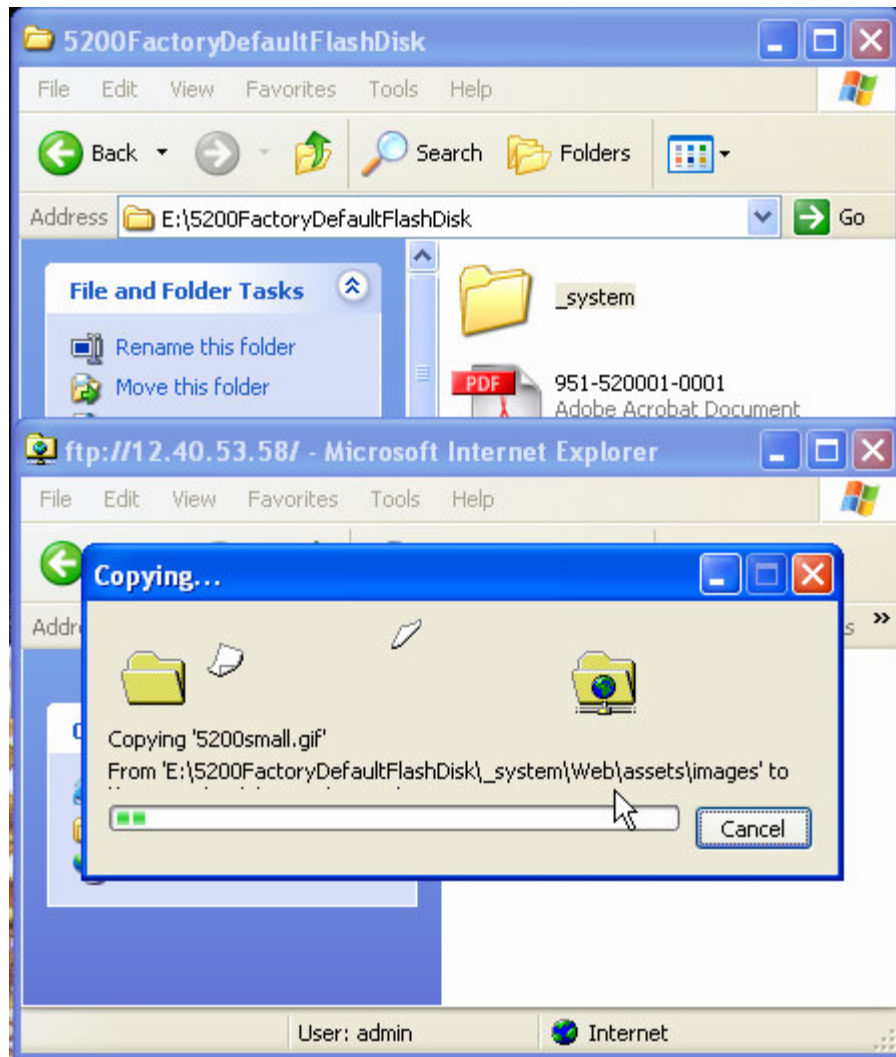 5200FactoryDefaultFlashDisk
File Edit View Favorites Tools Help
Back Search Folders
Address E:\5200FactoryDefaultFlashDisk Go
File and Folder Tasks
Rename this folder
Move this folder
_system
PDF
951-520001-0001
Adobe Acrobat Document
ftp://12.40.53.58/ - Microsoft Internet Explorer
File Edit View Favorites Tools Help
Copying...
Copying '5200small.gif'
From 'E:\5200FactoryDefaultFlashDisk\_system\Web\assets\images' to
Cancel
User: admin Internet